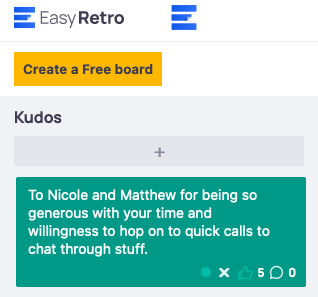 EasyRetro
Create a Free board
Kudos
+
To Nicole and Matthew for being so
generous with your time and
willingness to hop on to quick calls to
chat through stuff.
5 0